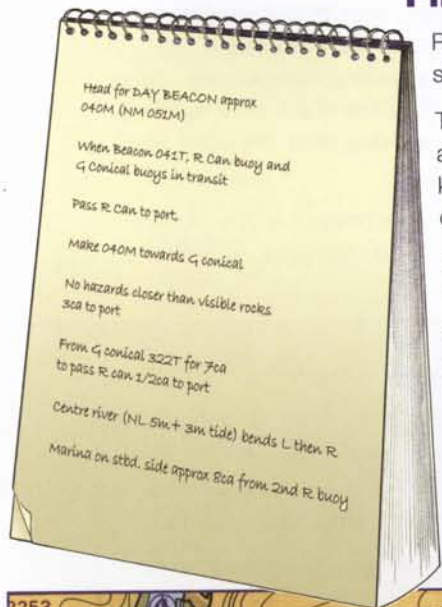 Head for DAY BEACON approx
040M (NM 051M)
When Beacon 041T, R Can buoy and
G Conical buoys in transit
Pass R Can to port,
Make 040M towards G conical
No hazards closer than visible rocks
3ca to port
From G conical 322T for 7ca
to pass R can 1/2ca to port
Centre river (NL 5m+ 3m tide) bends L then R
Marina on stbd. side approx 8ca from 2nd R buoy